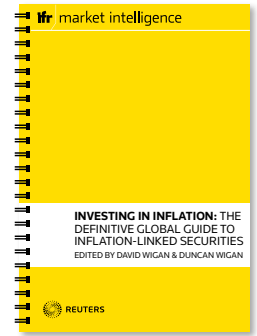 ifr market intelligence
INVESTING IN INFLATION: THE
DEFINITIVE GLOBAL GUIDE TO
INFLATION-LINKED SECURITIES
EDITED BY DAVID WIGAN & DUNCAN WIGAN
REUTERS